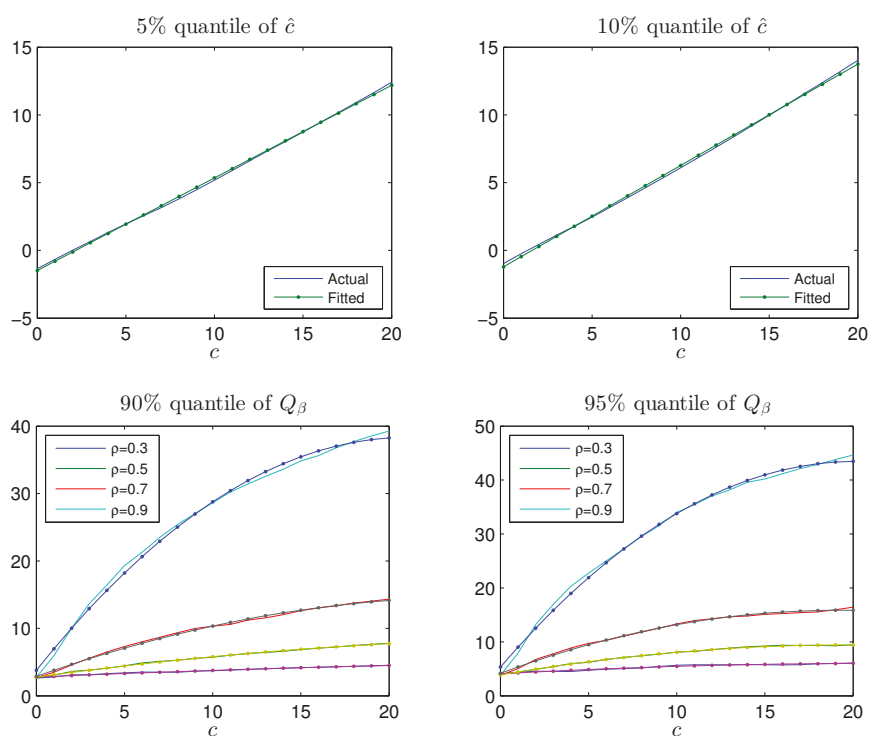 5% quantile of ĉ
15
10
5
0
−5
0 5 10 15 20
c
Actual
Fitted
10% quantile of ĉ
15
10
5
0
−5
0 5 10 15 20
c
Actual
Fitted
90% quantile of Qβ
40
30
20
10
0
0 5 10 15 20
c
ρ=0.3
ρ=0.5
ρ=0.7
ρ=0.9
95% quantile of Qβ
50
40
30
20
10
0
0 5 10 15 20
c
ρ=0.3
ρ=0.5
ρ=0.7
ρ=0.9